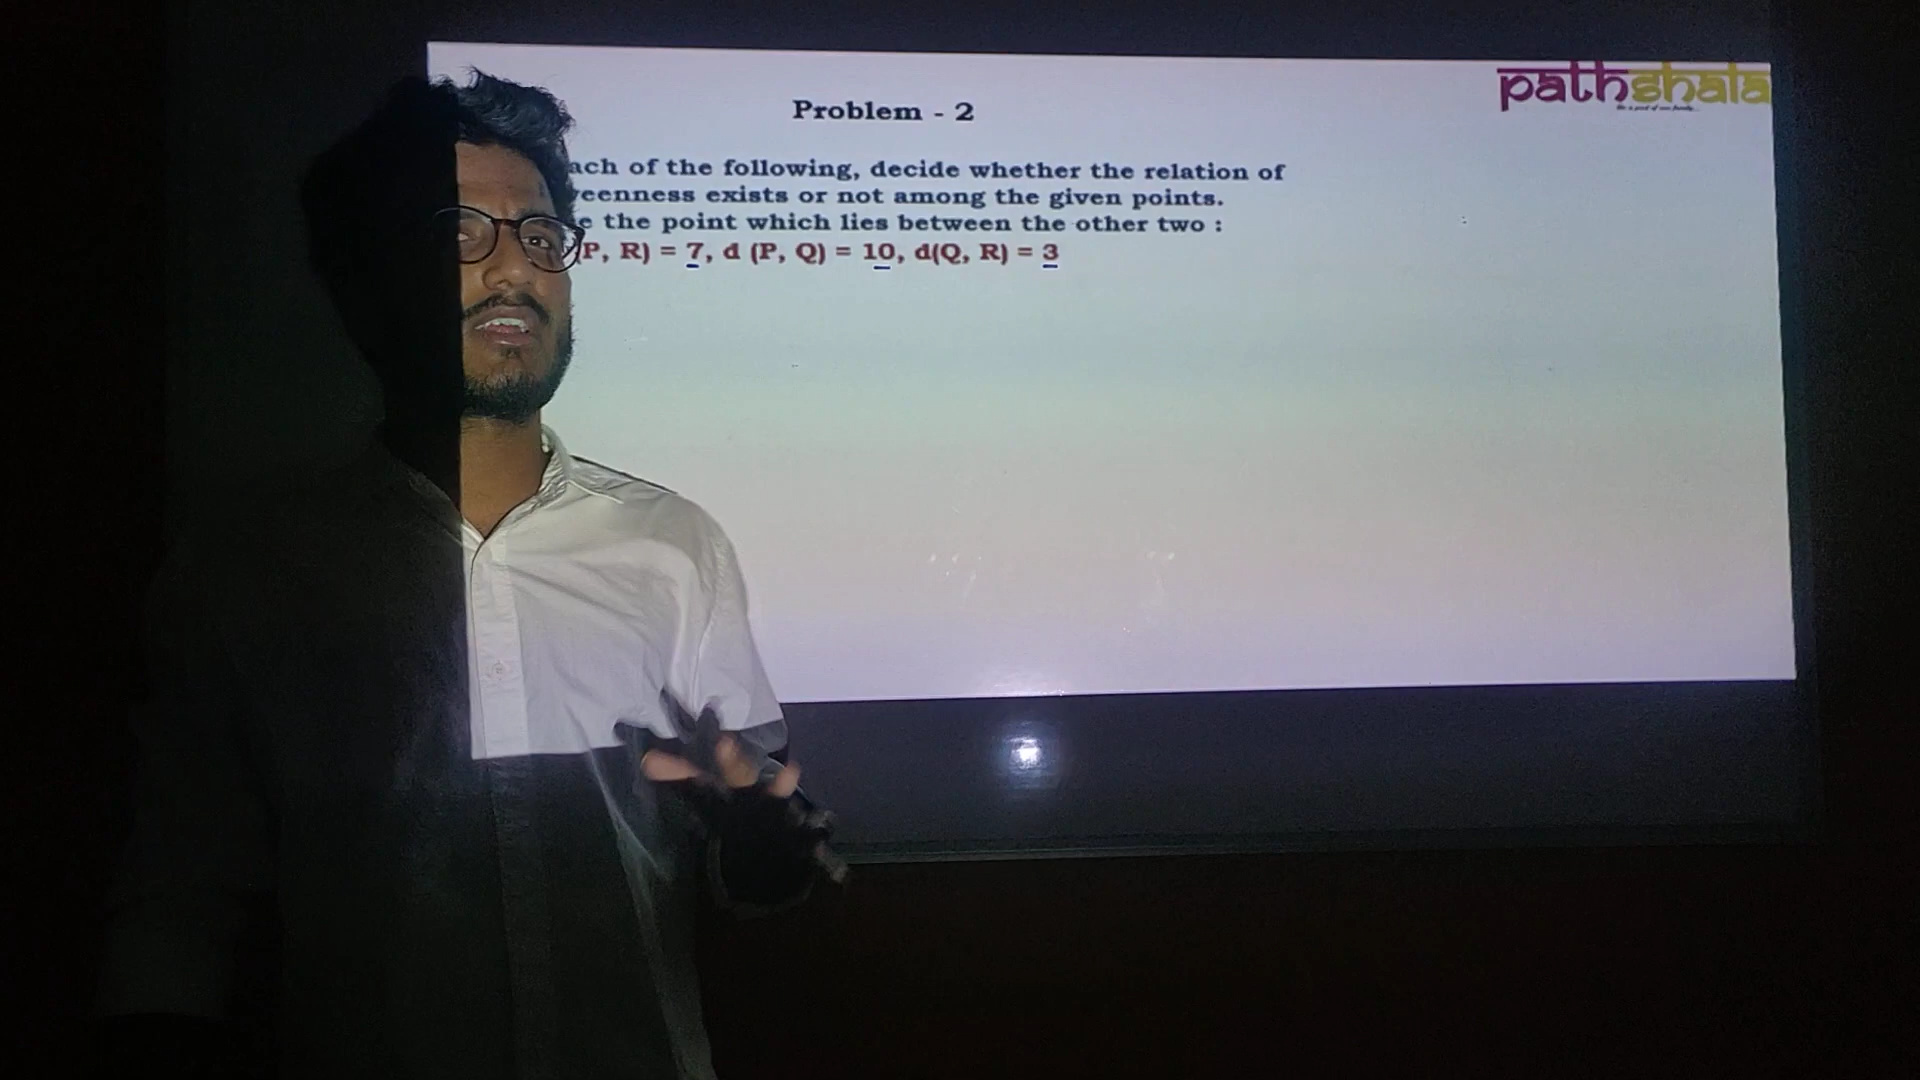 pathshala
Problem - 2
ach of the following, decide whether the relation of
eenness exists or not among the given points.
e the point which lies between the other two :
(P, R) = 7, d (P, Q) = 10, d(Q, R) = 3